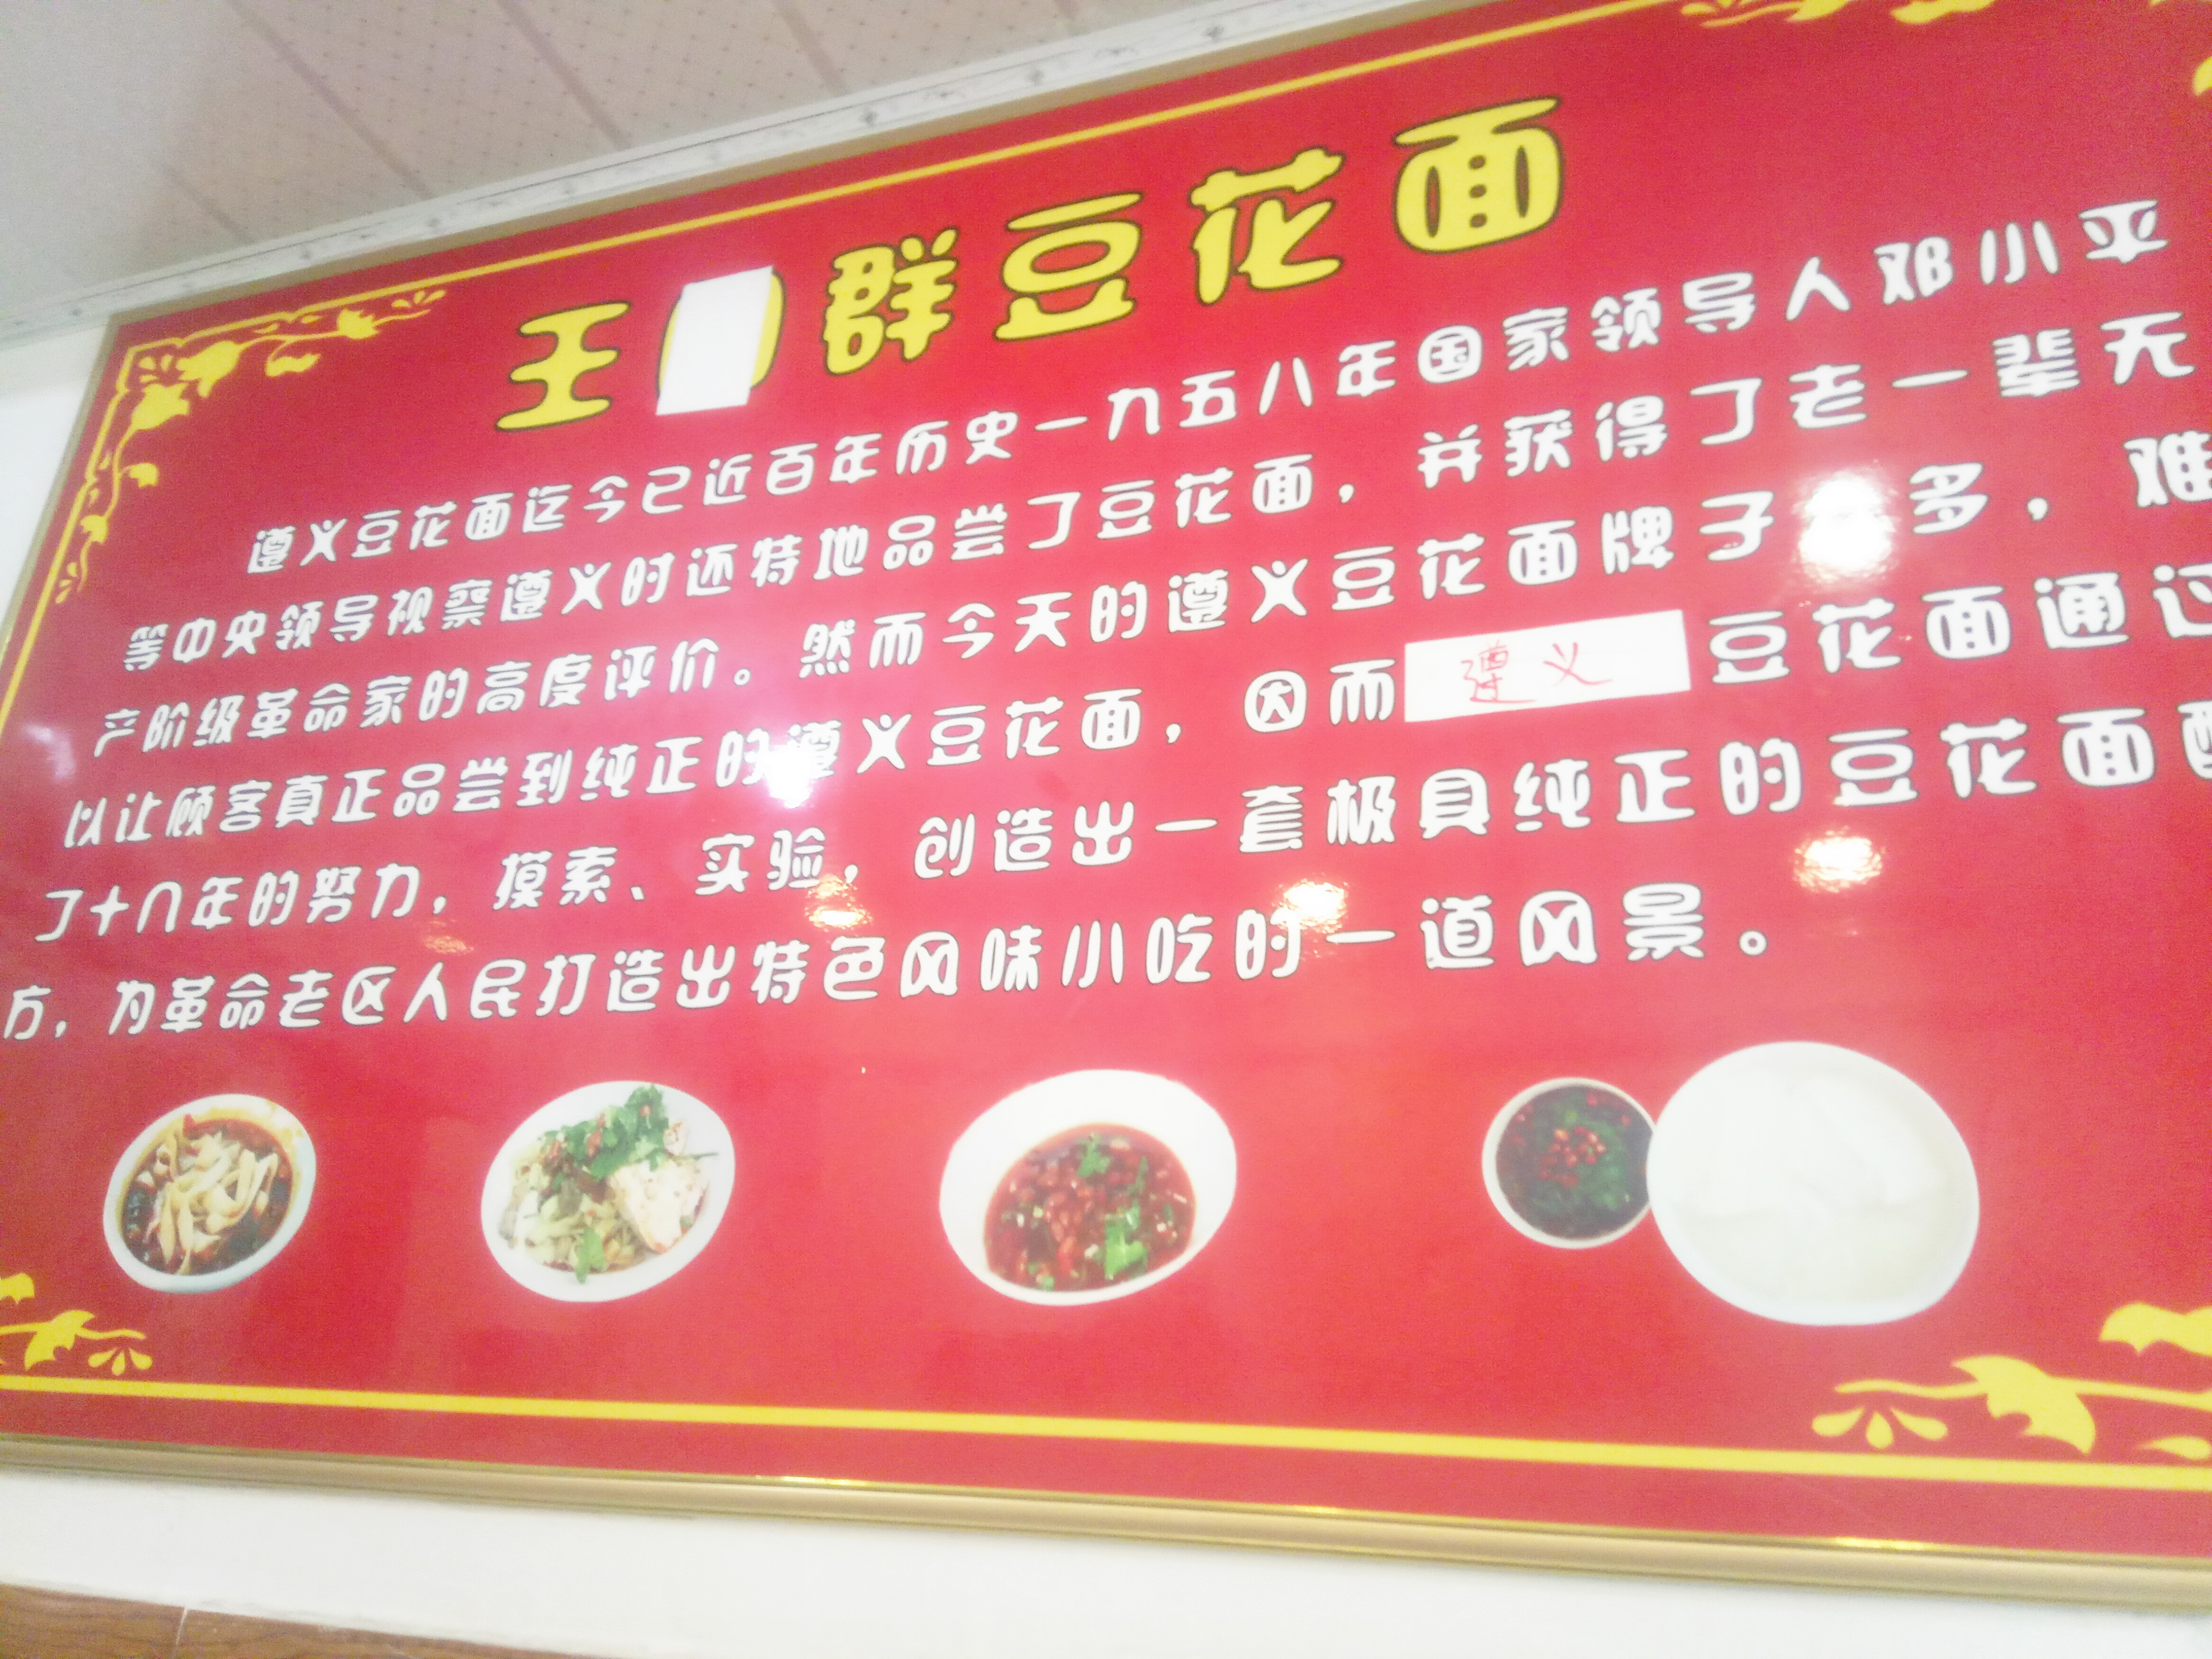 王 群豆花面
遵义豆花面迄今已近百年历史一九五八年国家领导人邓小平
等中央领导视察遵义时还特地品尝了豆花面，并获得了老一辈无
产阶级革命家的高度评价。然而今天的遵义豆花面牌子 多，难
以让顾客真正品尝到纯正的遵义豆花面，因而遵义豆花面通过
了十八年的努力，摸索、实验，创造出一套极具纯正的豆花面配
方，为革命老区人民打造出特色风味小吃的一道风景。